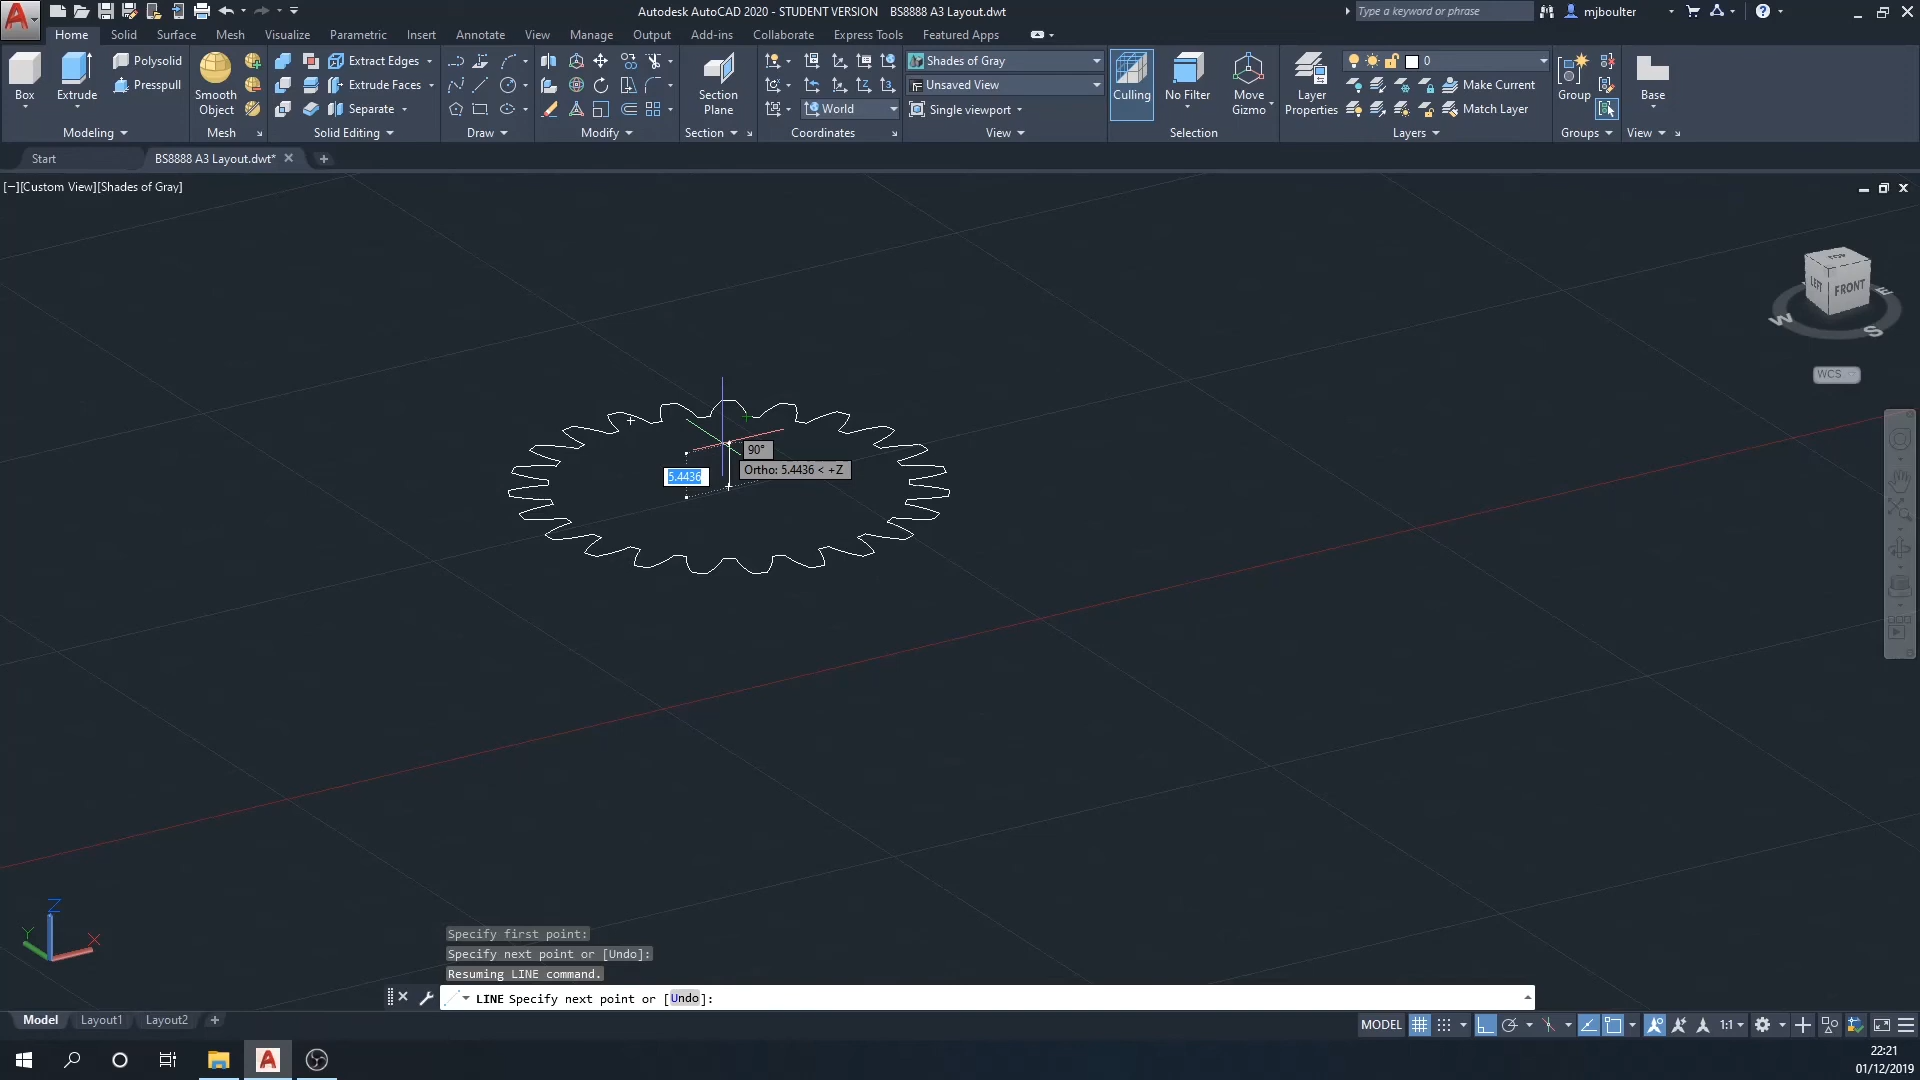 Autodesk AutoCAD 2020 - STUDENT VERSION BS8888 A3 Layout.dwt
Type a keyword or phrase
mjboulter
Home Solid Surface Mesh Visualize Parametric Insert Annotate View Manage Output Add-ins Collaborate Express Tools Featured Apps
Box
Extrude
Polysolid
Presspull
Modeling
Smooth Object
Mesh
Extract Edges
Extrude Faces
Separate
Solid Editing
Draw
Modify
Section Plane
Section
World
Coordinates
Shades of Gray
Unsaved View
Single viewport
View
Culling
No Filter
Move Gizmo
Selection
Layer Properties
0
Make Current
Match Layer
Layers
Group
Groups
Base
View
Start
BS8888 A3 Layout.dwt*
[−][Custom View][Shades of Gray]
TOP
LEFT
FRONT
W
S
E
WCS
90°
Ortho: 5.4436 < +Z
5.4436
Z
Y
X
Specify first point:
Specify next point or [Undo]:
Resuming LINE command.
LINE Specify next point or [Undo]:
Model Layout1 Layout2
MODEL
1:1
22:21
01/12/2019